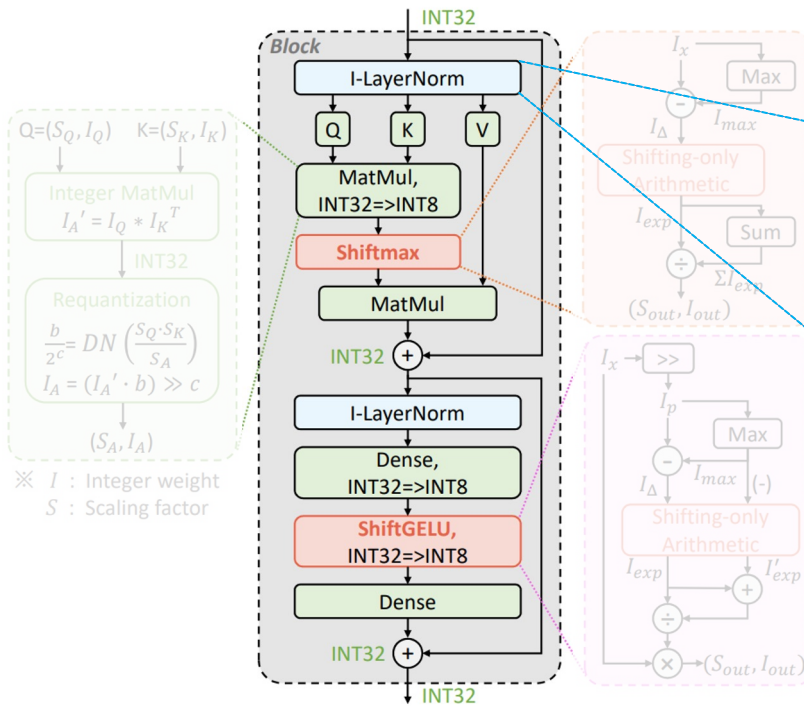 INT32
Block
I-LayerNorm
Q
K
V
MatMul,
INT32=>INT8
Shiftmax
MatMul
INT32
+
I-LayerNorm
Dense,
INT32=>INT8
ShiftGELU,
INT32=>INT8
Dense
INT32
+
INT32
Q=(S_Q, I_Q) K=(S_K, I_K)
Integer MatMul
I_A′ = I_Q * I_K^T
INT32
Requantization
b/2^c = DN (S_Q·S_K/S_A)
I_A = (I_A′ · b) ≫ c
(S_A, I_A)
※ I : Integer weight
S : Scaling factor
I_x
Max
-
I_Δ
I_max
Shifting-only
Arithmetic
I_exp
Sum
÷
ΣI_exp
(S_out, I_out)
I_x
>>
I_p
Max
-
I_Δ
I_max
(-)
Shifting-only
Arithmetic
I_exp
I′_exp
+
÷
×
(S_out, I_out)